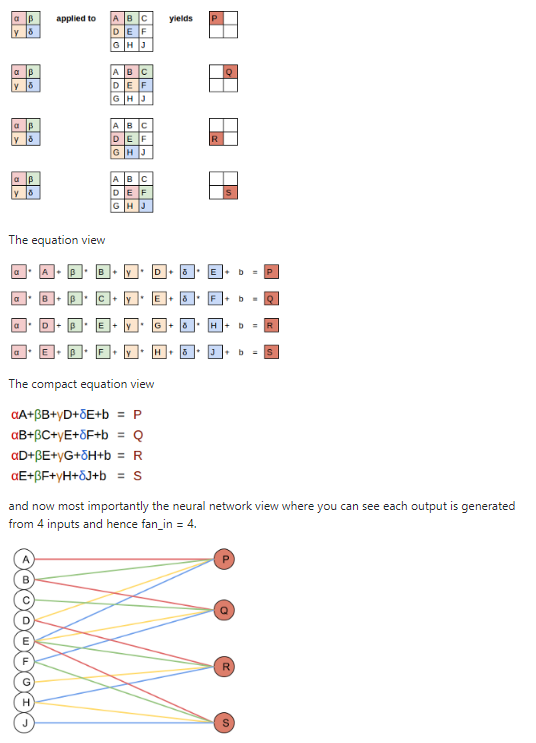 α β applied to A B C yields P
γ δ D E F
G H J
α β A B C Q
γ δ D E F
G H J
α β A B C
γ δ D E F R
G H J
α β A B C
γ δ D E F S
G H J
The equation view
α * A + β * B + γ * D + δ * E + b = P
α * B + β * C + γ * E + δ * F + b = Q
α * D + β * E + γ * G + δ * H + b = R
α * E + β * F + γ * H + δ * J + b = S
The compact equation view
αA+βB+γD+δE+b = P
αB+βC+γE+δF+b = Q
αD+βE+γG+δH+b = R
αE+βF+γH+δJ+b = S
and now most importantly the neural network view where you can see each output is generated
from 4 inputs and hence fan_in = 4.
A P
B
C
D Q
E
F R
G
H
J S